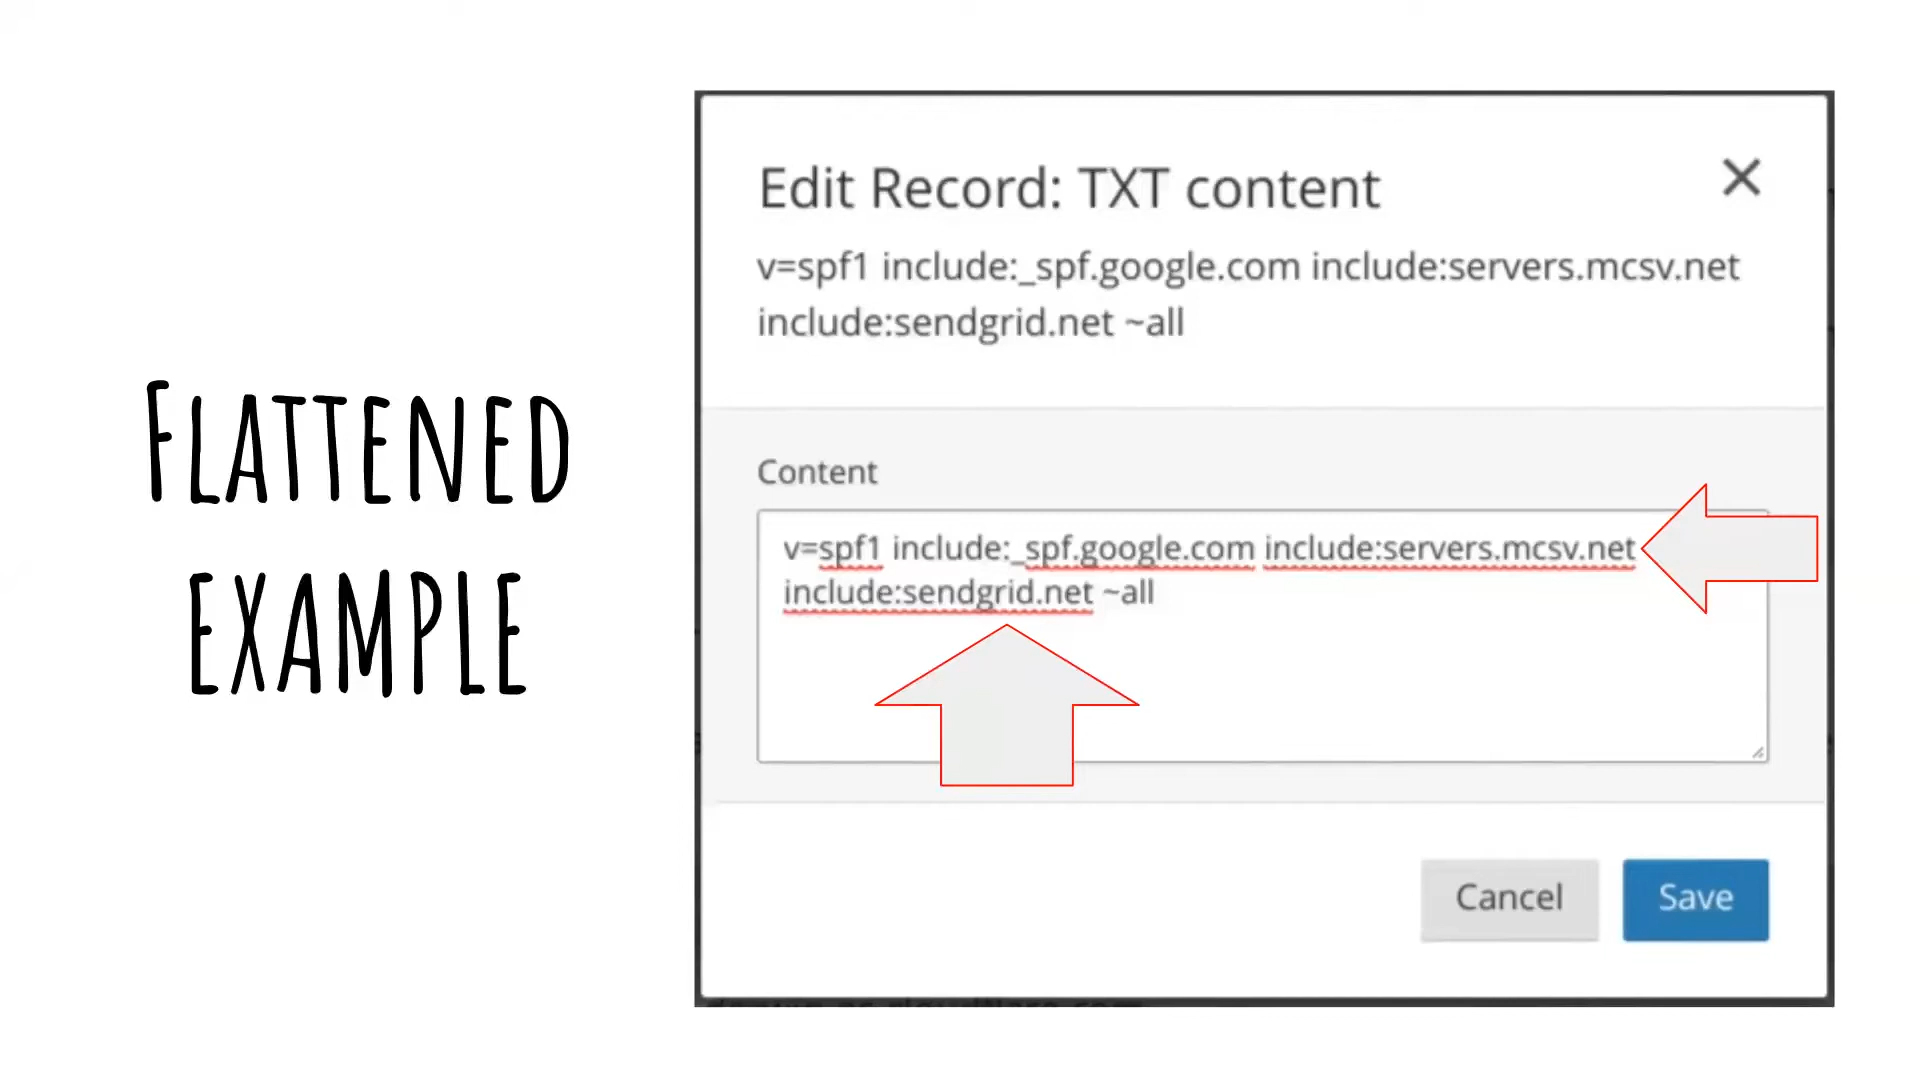 FLATTENED
EXAMPLE
Edit Record: TXT content
v=spf1 include:_spf.google.com include:servers.mcsv.net
include:sendgrid.net ~all
Content
v=spf1 include:_spf.google.com include:servers.mcsv.net
include:sendgrid.net ~all
Cancel
Save